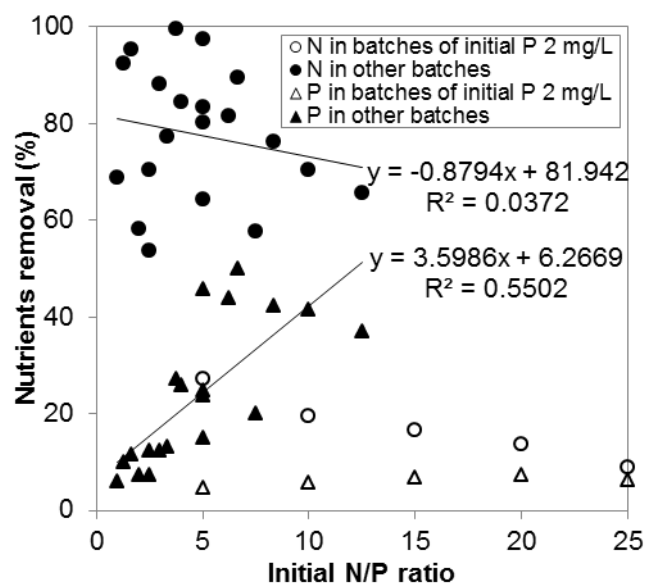 100
80
60
40
20
0
Nutrients removal (%)
N in batches of initial P 2 mg/L
N in other batches
P in batches of initial P 2 mg/L
P in other batches
y = -0.8794x + 81.942
R² = 0.0372
y = 3.5986x + 6.2669
R² = 0.5502
0 5 10 15 20 25
Initial N/P ratio